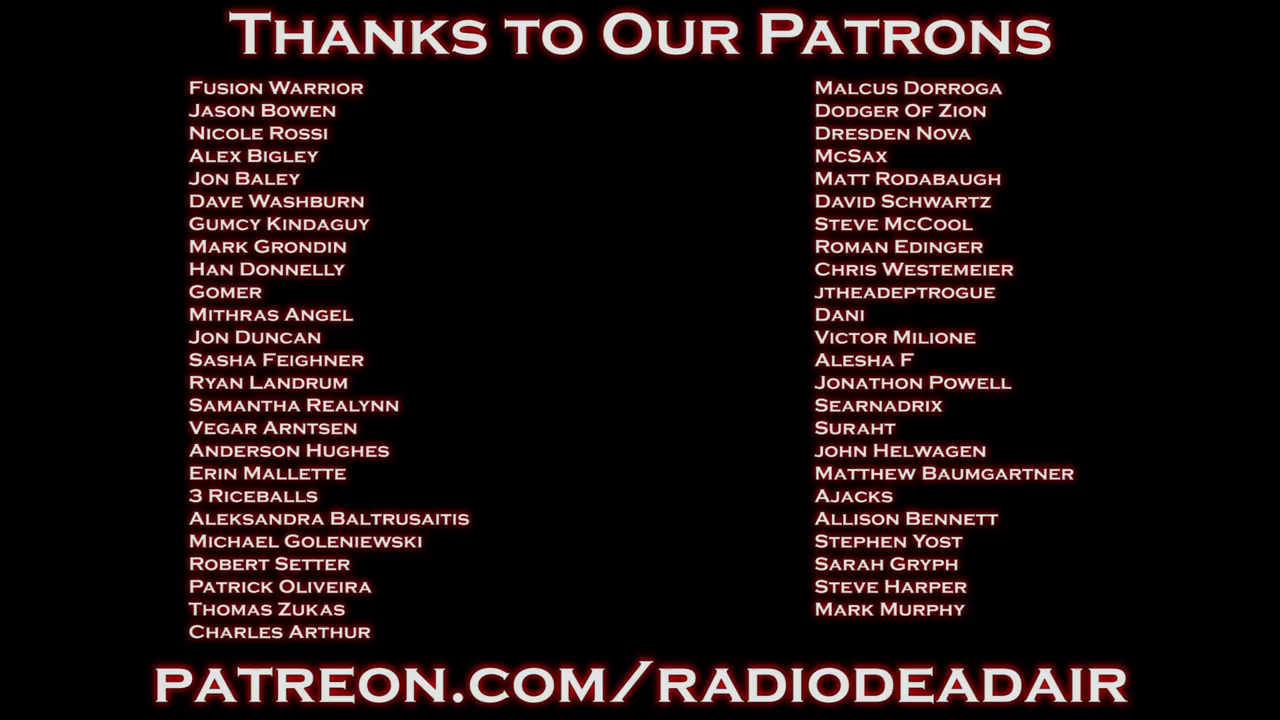 Thanks to Our Patrons
Fusion Warrior
Jason Bowen
Nicole Rossi
Alex Bigley
Jon Baley
Dave Washburn
Gumcy Kindaguy
Mark Grondin
Han Donnelly
Gomer
Mithras Angel
Jon Duncan
Sasha Feighner
Ryan Landrum
Samantha Realynn
Vegar Arntsen
Anderson Hughes
Erin Mallette
3 Riceballs
Aleksandra Baltrusaitis
Michael Goleniewski
Robert Setter
Patrick Oliveira
Thomas Zukas
Charles Arthur
Malcus Dorroga
Dodger Of Zion
Dresden Nova
McSax
Matt Rodabaugh
David Schwartz
Steve McCool
Roman Edinger
Chris Westemeier
jtheadeptrogue
Dani
Victor Milione
Alesha F
Jonathon Powell
Searnadrix
Suraht
john Helwagen
Matthew Baumgartner
Ajacks
Allison Bennett
Stephen Yost
Sarah Gryph
Steve Harper
Mark Murphy
patreon.com/radiodeadair